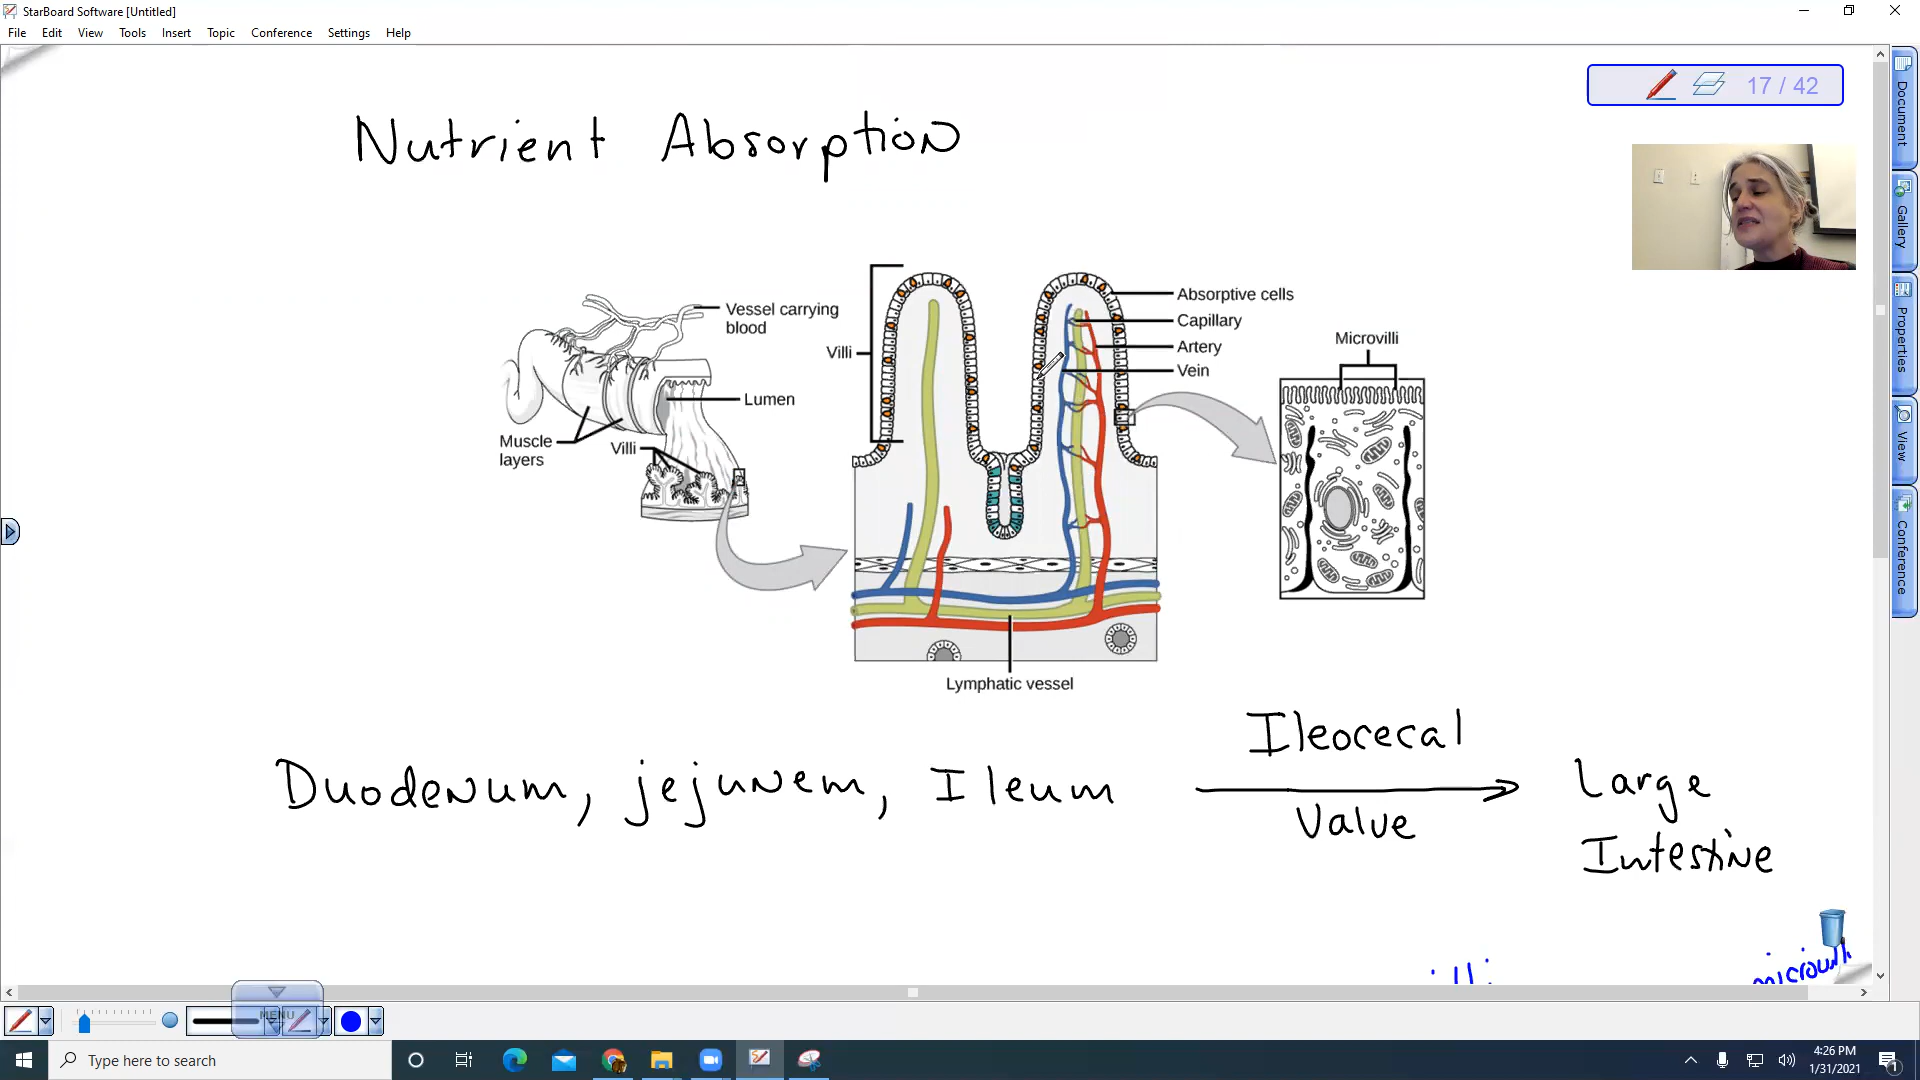 StarBoard Software [Untitled]
File Edit View Tools Insert Topic Conference Settings Help
17 / 42
Document
Gallery
Properties
View
Conference
Nutrient Absorption
Vessel carrying
blood
Lumen
Muscle
layers
Villi
Villi
Absorptive cells
Capillary
Artery
Vein
Microvilli
Lymphatic vessel
Duodenum, jejunem, Ileum
Ileocecal
Valve
Large
Intestine
MENU
Type here to search
4:26 PM
1/31/2021
1